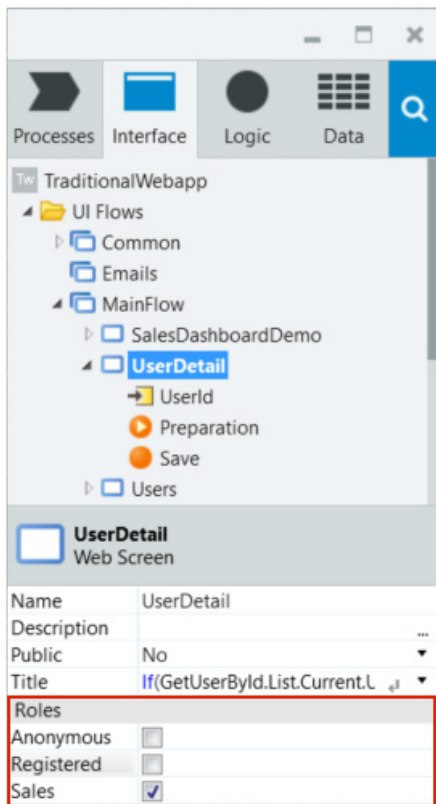 Processes Interface Logic Data
Tw TraditionalWebapp
UI Flows
Common
Emails
MainFlow
SalesDashboardDemo
UserDetail
UserId
Preparation
Save
Users
UserDetail
Web Screen
Name UserDetail
Description ...
Public No
Title If(GetUserById.List.Current.U
Roles
Anonymous
Registered
Sales